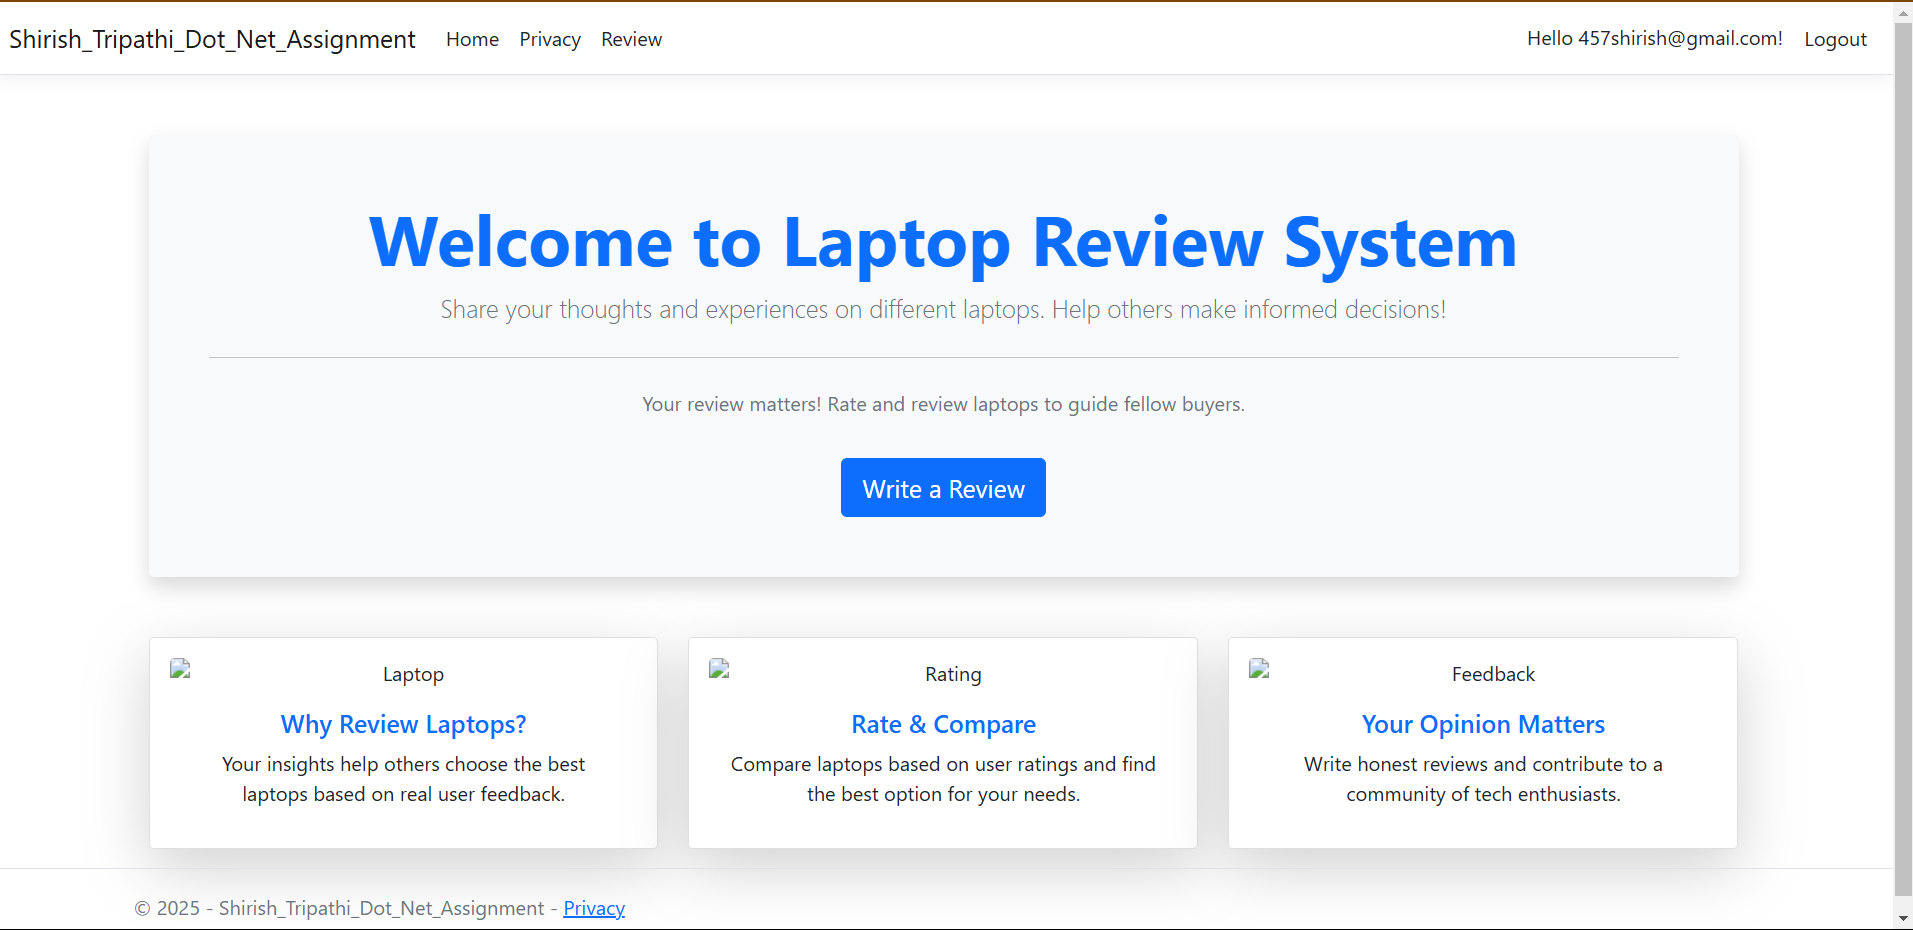 Shirish_Tripathi_Dot_Net_Assignment Home Privacy Review Hello 457shirish@gmail.com! Logout
Welcome to Laptop Review System
Share your thoughts and experiences on different laptops. Help others make informed decisions!
Your review matters! Rate and review laptops to guide fellow buyers.
Write a Review
Laptop
Why Review Laptops?
Your insights help others choose the best
laptops based on real user feedback.
Rating
Rate & Compare
Compare laptops based on user ratings and find
the best option for your needs.
Feedback
Your Opinion Matters
Write honest reviews and contribute to a
community of tech enthusiasts.
© 2025 - Shirish_Tripathi_Dot_Net_Assignment - Privacy